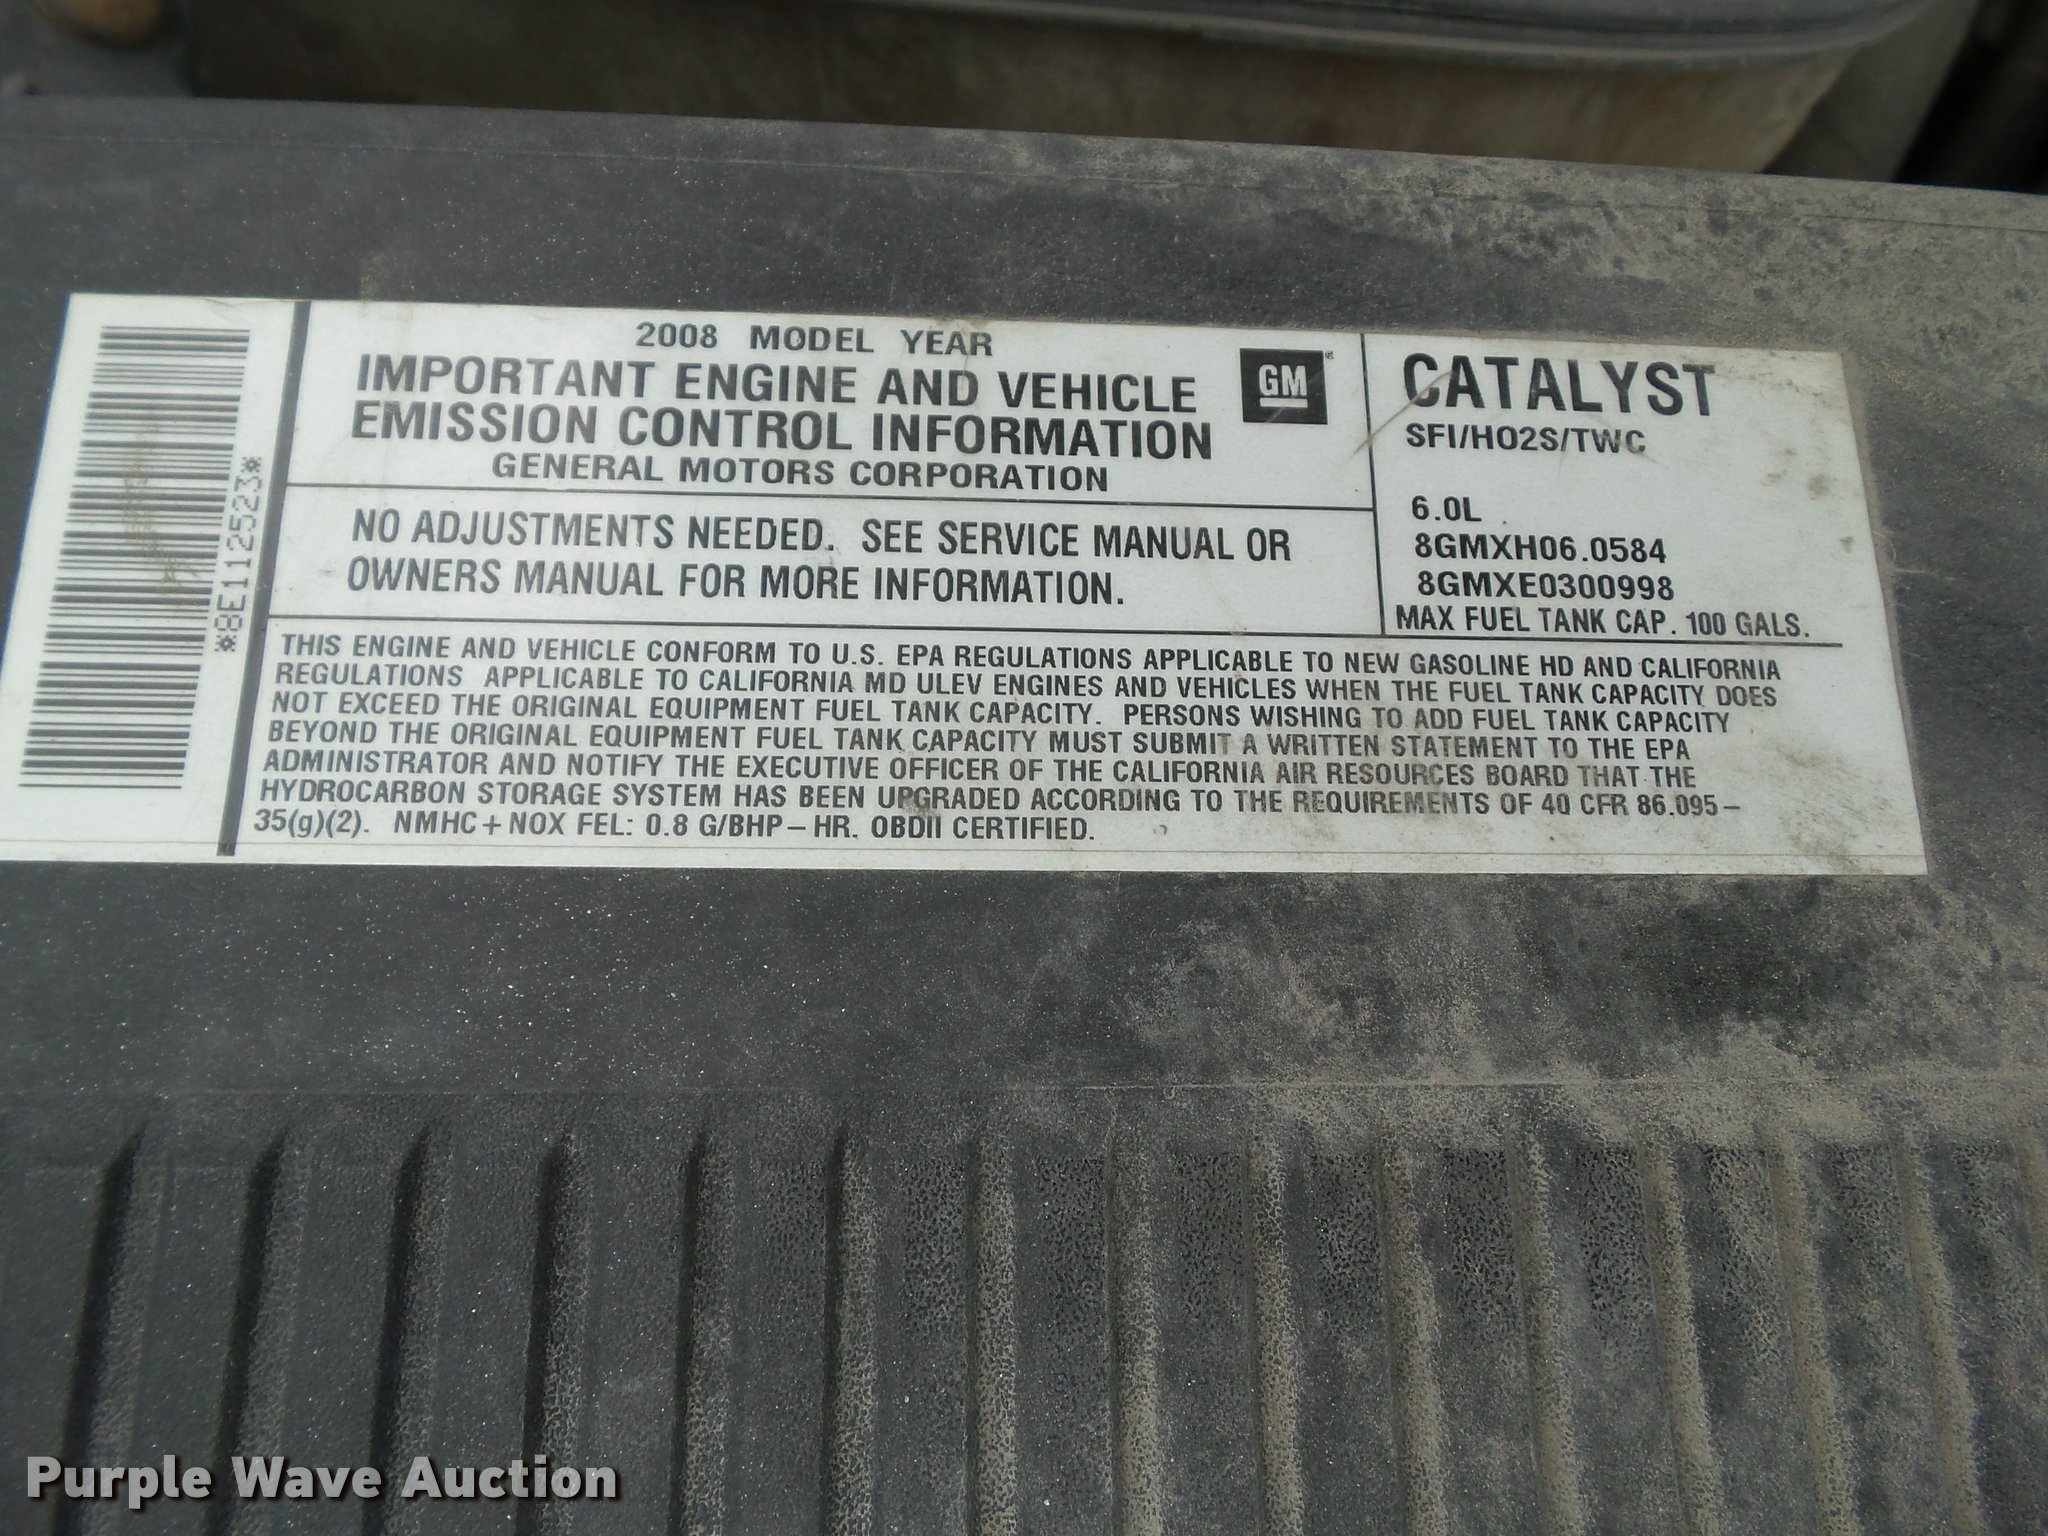 *8E112523*
2008 MODEL YEAR
IMPORTANT ENGINE AND VEHICLE
EMISSION CONTROL INFORMATION
GENERAL MOTORS CORPORATION
GM
NO ADJUSTMENTS NEEDED. SEE SERVICE MANUAL OR
OWNERS MANUAL FOR MORE INFORMATION.
CATALYST
SFI/HO2S/TWC
6.0L
8GMXH06.0584
8GMXE0300998
MAX FUEL TANK CAP. 100 GALS.
THIS ENGINE AND VEHICLE CONFORM TO U.S. EPA REGULATIONS APPLICABLE TO NEW GASOLINE HD AND CALIFORNIA
REGULATIONS APPLICABLE TO CALIFORNIA MD ULEV ENGINES AND VEHICLES WHEN THE FUEL TANK CAPACITY DOES
NOT EXCEED THE ORIGINAL EQUIPMENT FUEL TANK CAPACITY. PERSONS WISHING TO ADD FUEL TANK CAPACITY
BEYOND THE ORIGINAL EQUIPMENT FUEL TANK CAPACITY MUST SUBMIT A WRITTEN STATEMENT TO THE EPA
ADMINISTRATOR AND NOTIFY THE EXECUTIVE OFFICER OF THE CALIFORNIA AIR RESOURCES BOARD THAT THE
HYDROCARBON STORAGE SYSTEM HAS BEEN UPGRADED ACCORDING TO THE REQUIREMENTS OF 40 CFR 86.095–
35(g)(2). NMHC+NOX FEL: 0.8 G/BHP–HR. OBDII CERTIFIED.
Purple Wave Auction